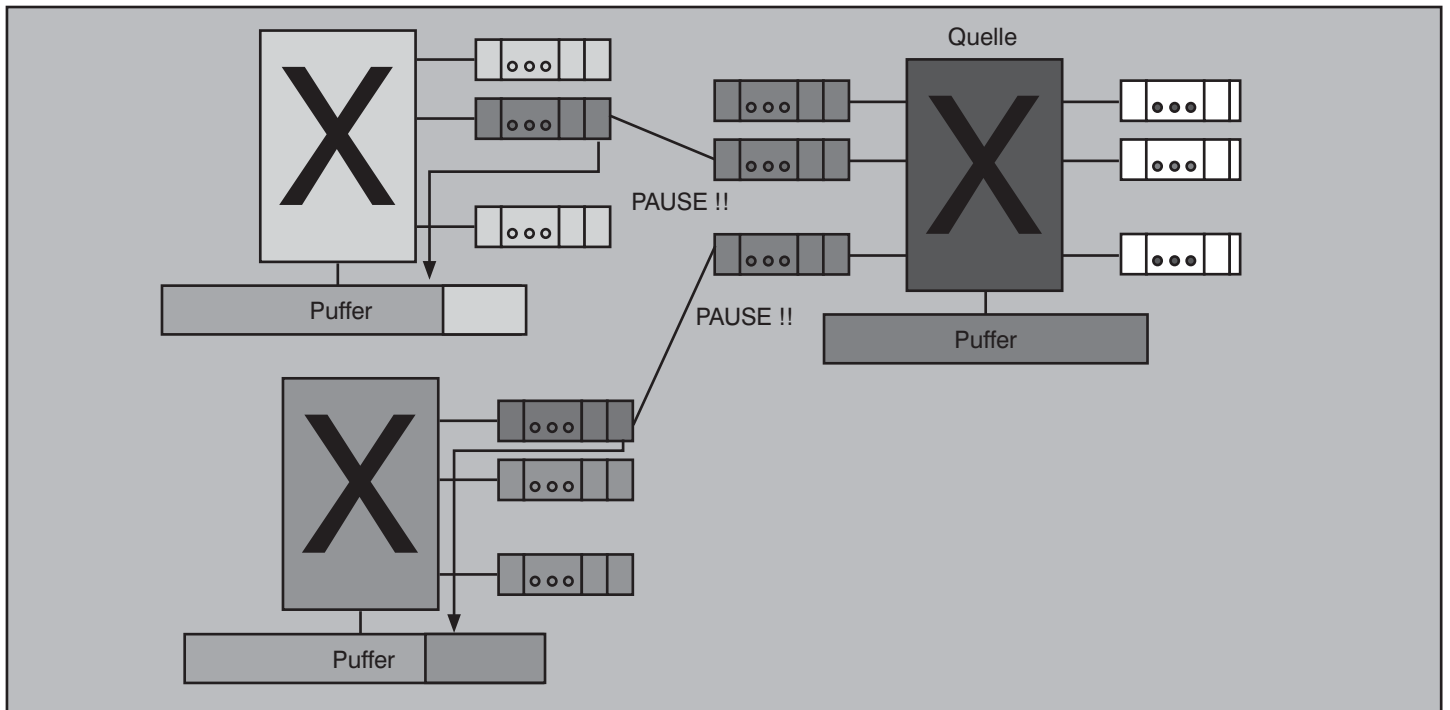 Quelle
X
X
PAUSE !!
Puffer
PAUSE !!
Puffer
X
Puffer